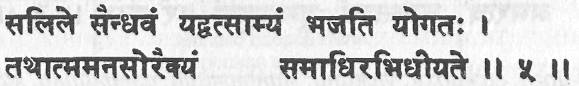 सलिले सैन्धवं यद्वत्साम्यं भजति योगतः ।
तथात्ममनसोरैक्यं समाधिरभिधीयते ॥ ५ ॥